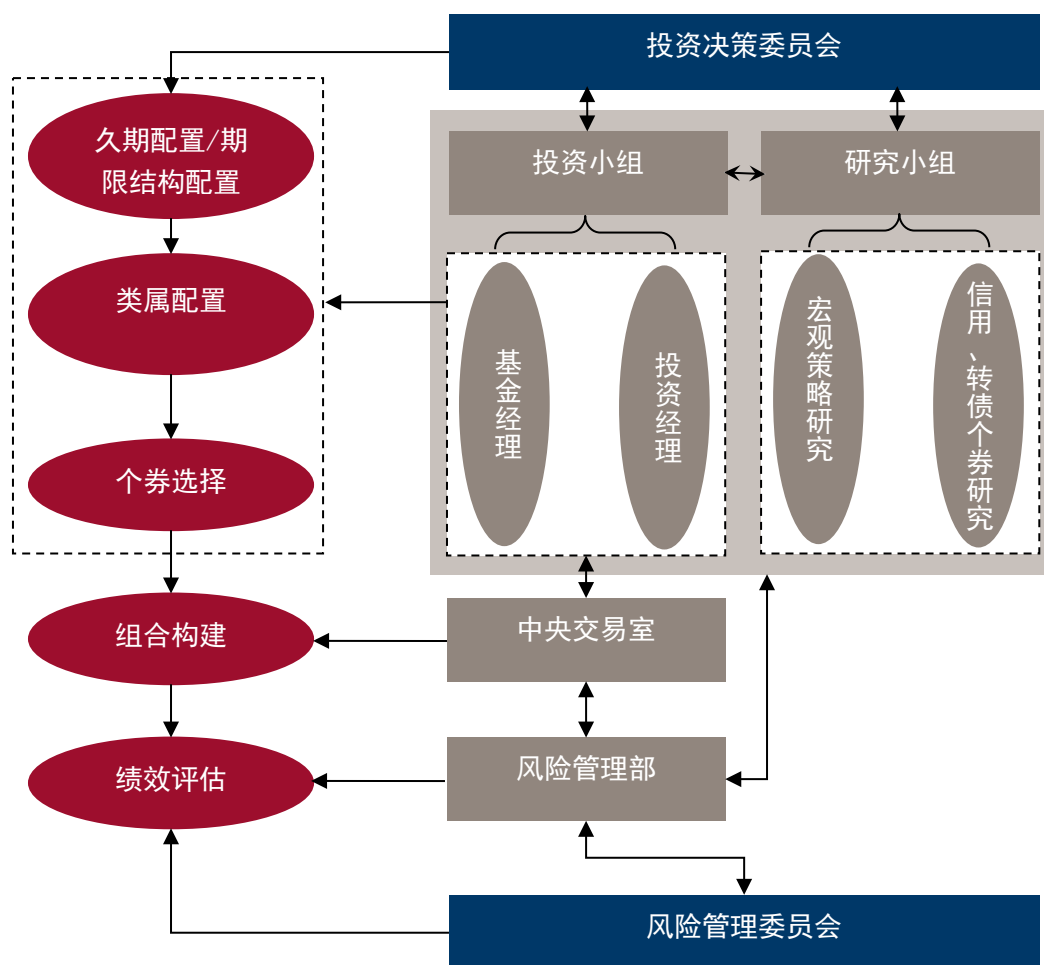 投资决策委员会
久期配置/期
限结构配置
投资小组
研究小组
类属配置
基金经理
投资经理
宏观策略研究
信用、转债个券研究
个券选择
组合构建
中央交易室
绩效评估
风险管理部
风险管理委员会